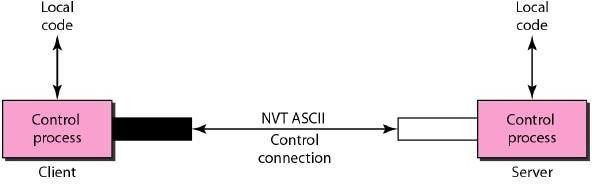 Local
code
Local
code
Control
process
NVT ASCII
Control
connection
Control
process
Client
Server